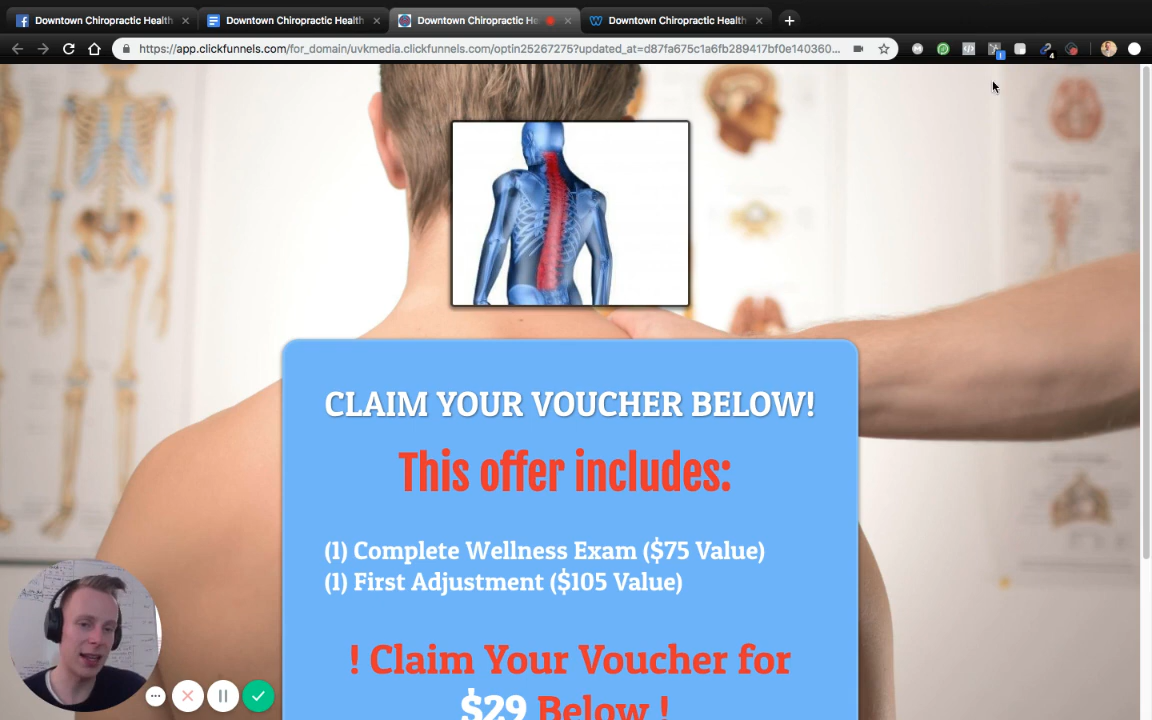 Downtown Chiropractic Health
Downtown Chiropractic Health
Downtown Chiropractic He
Downtown Chiropractic Health
https://app.clickfunnels.com/for_domain/uvkmedia.clickfunnels.com/optin25267275?updated_at=d87fa675c1a6fb289417bf0e140360...
4
CLAIM YOUR VOUCHER BELOW!
This offer includes:
(1) Complete Wellness Exam ($75 Value)
(1) First Adjustment ($105 Value)
! Claim Your Voucher for
$29 Below !